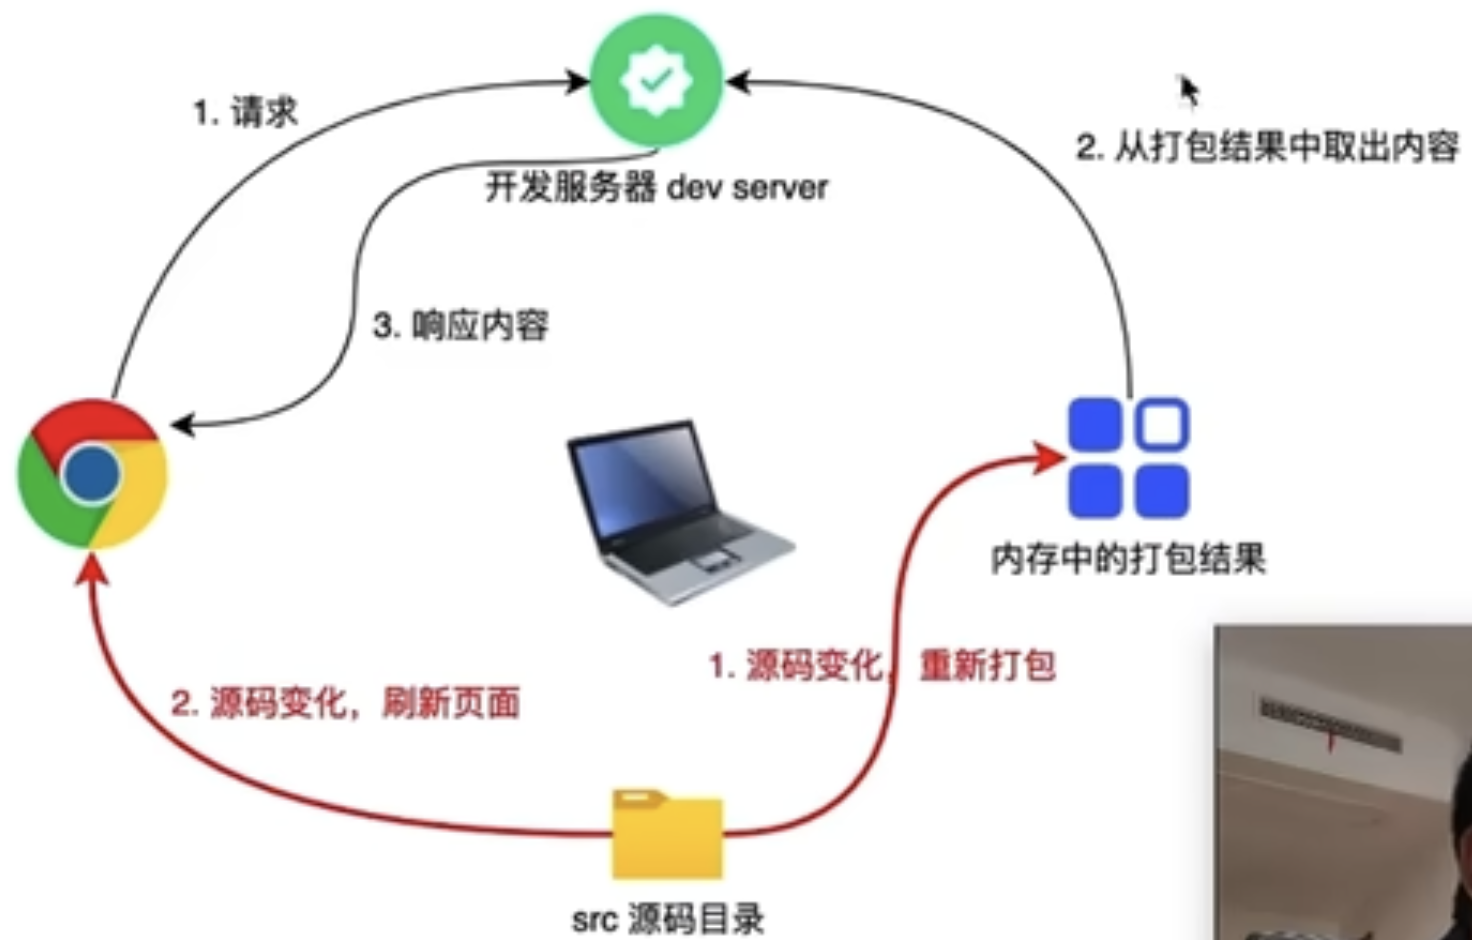 1. 请求
2. 从打包结果中取出内容
开发服务器 dev server
3. 响应内容
内存中的打包结果
1. 源码变化，重新打包
2. 源码变化，刷新页面
src 源码目录